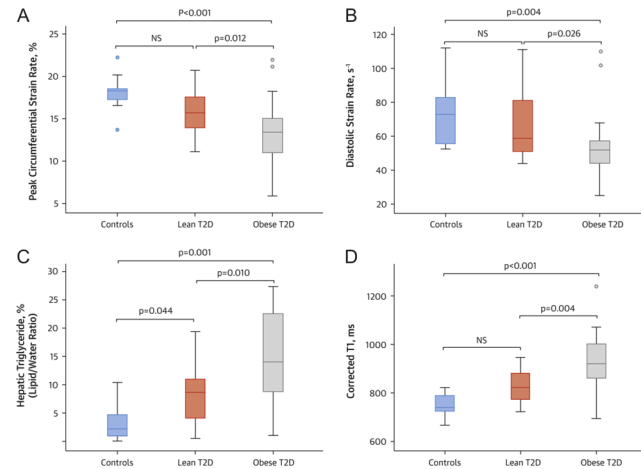 A
P<0.001
NS
p=0.012
Peak Circumferential Strain Rate, %
25
20
15
10
5
Controls
Lean T2D
Obese T2D
B
p=0.004
NS
p=0.026
Diastolic Strain Rate, s⁻¹
120
100
80
60
40
20
Controls
Lean T2D
Obese T2D
C
p=0.001
p=0.010
p=0.044
Hepatic Triglyceride, %
(Lipid/Water Ratio)
30
25
20
15
10
5
Controls
Lean T2D
Obese T2D
D
p<0.001
p=0.004
NS
Corrected T1, ms
1200
1000
800
600
Controls
Lean T2D
Obese T2D